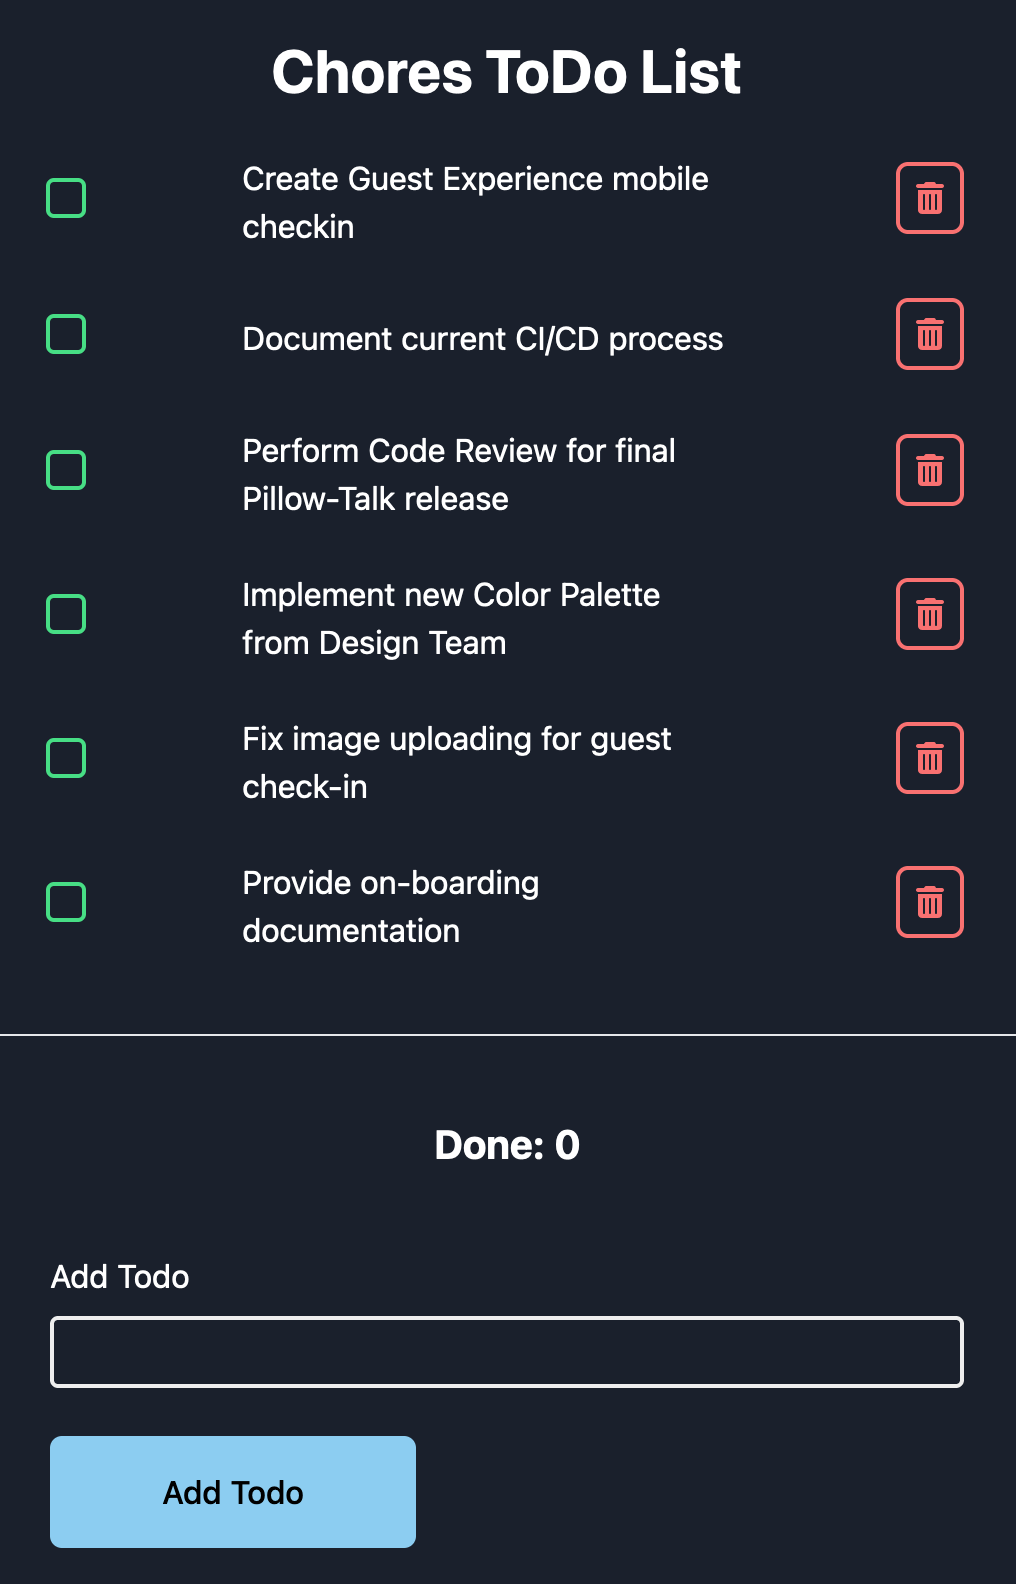 Chores ToDo List
Create Guest Experience mobile
checkin
Document current CI/CD process
Perform Code Review for final
Pillow-Talk release
Implement new Color Palette
from Design Team
Fix image uploading for guest
check-in
Provide on-boarding
documentation
Done: 0
Add Todo
Add Todo